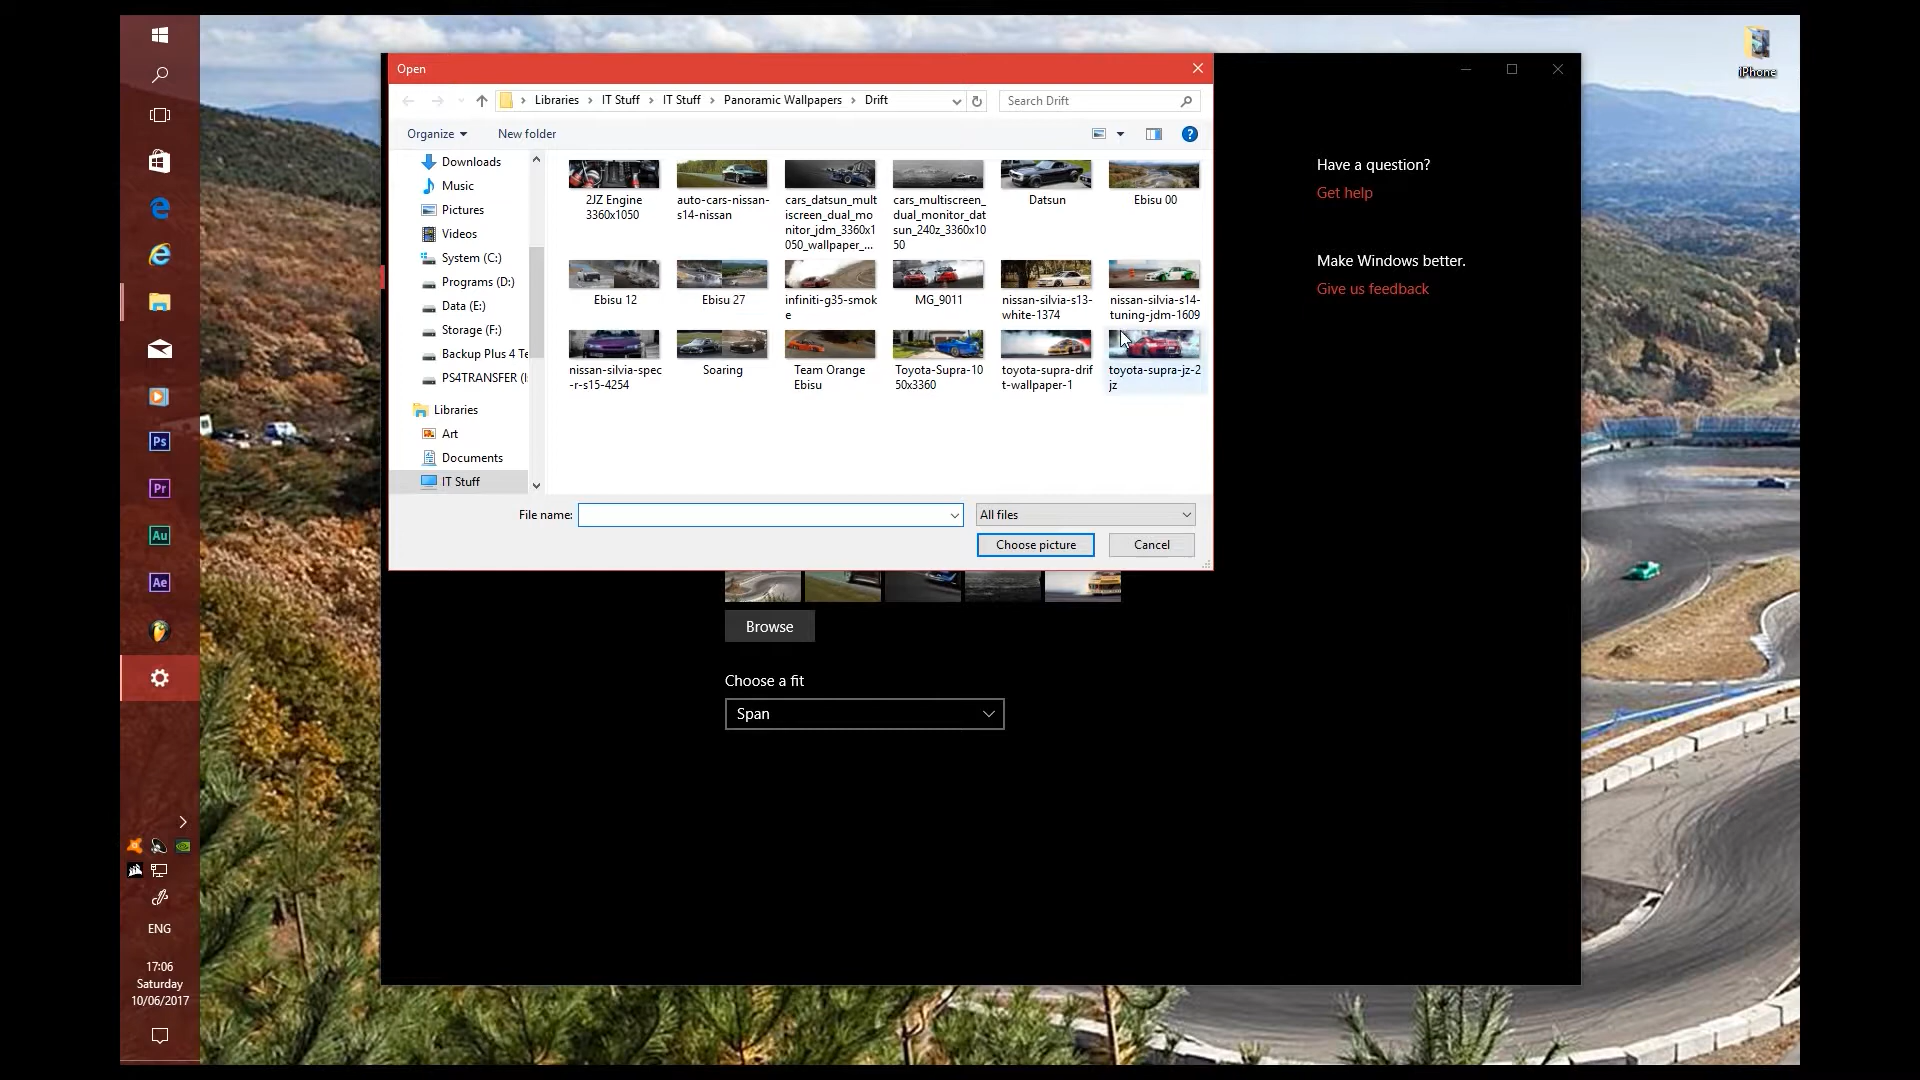 iPhone
Open
Libraries
IT Stuff
IT Stuff
Panoramic Wallpapers
Drift
Search Drift
Organize
New folder
Downloads
Music
Pictures
Videos
System (C:)
Programs (D:)
Data (E:)
Storage (F:)
Backup Plus 4 Te
PS4TRANSFER (I:
Libraries
Art
Documents
IT Stuff
2JZ Engine
3360x1050
auto-cars-nissan-
s14-nissan
cars_datsun_mult
iscreen_dual_mo
nitor_jdm_3360x1
050_wallpaper_...
cars_multiscreen_
dual_monitor_dat
sun_240z_3360x10
50
Datsun
Ebisu 00
Ebisu 12
Ebisu 27
infiniti-g35-smok
e
MG_9011
nissan-silvia-s13-
white-1374
nissan-silvia-s14-
tuning-jdm-1609
nissan-silvia-spec
-r-s15-4254
Soaring
Team Orange
Ebisu
Toyota-Supra-10
50x3360
toyota-supra-drif
t-wallpaper-1
toyota-supra-jz-2
jz
File name:
All files
Choose picture
Cancel
Have a question?
Get help
Make Windows better.
Give us feedback
Browse
Choose a fit
Span
Ps
Pr
Au
Ae
ENG
17:06
Saturday
10/06/2017